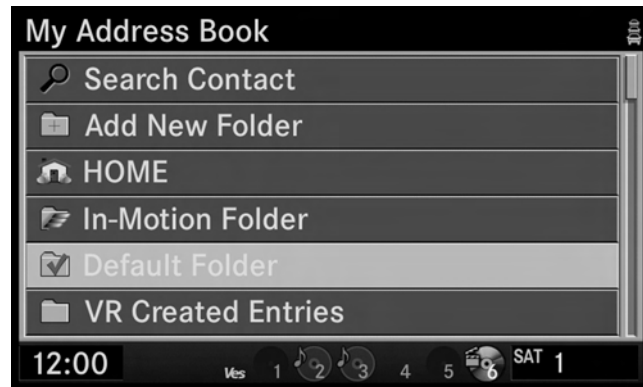 My Address Book
Search Contact
Add New Folder
HOME
In-Motion Folder
Default Folder
VR Created Entries
12:00 Ves 1 2 3 4 5 6 SAT 1